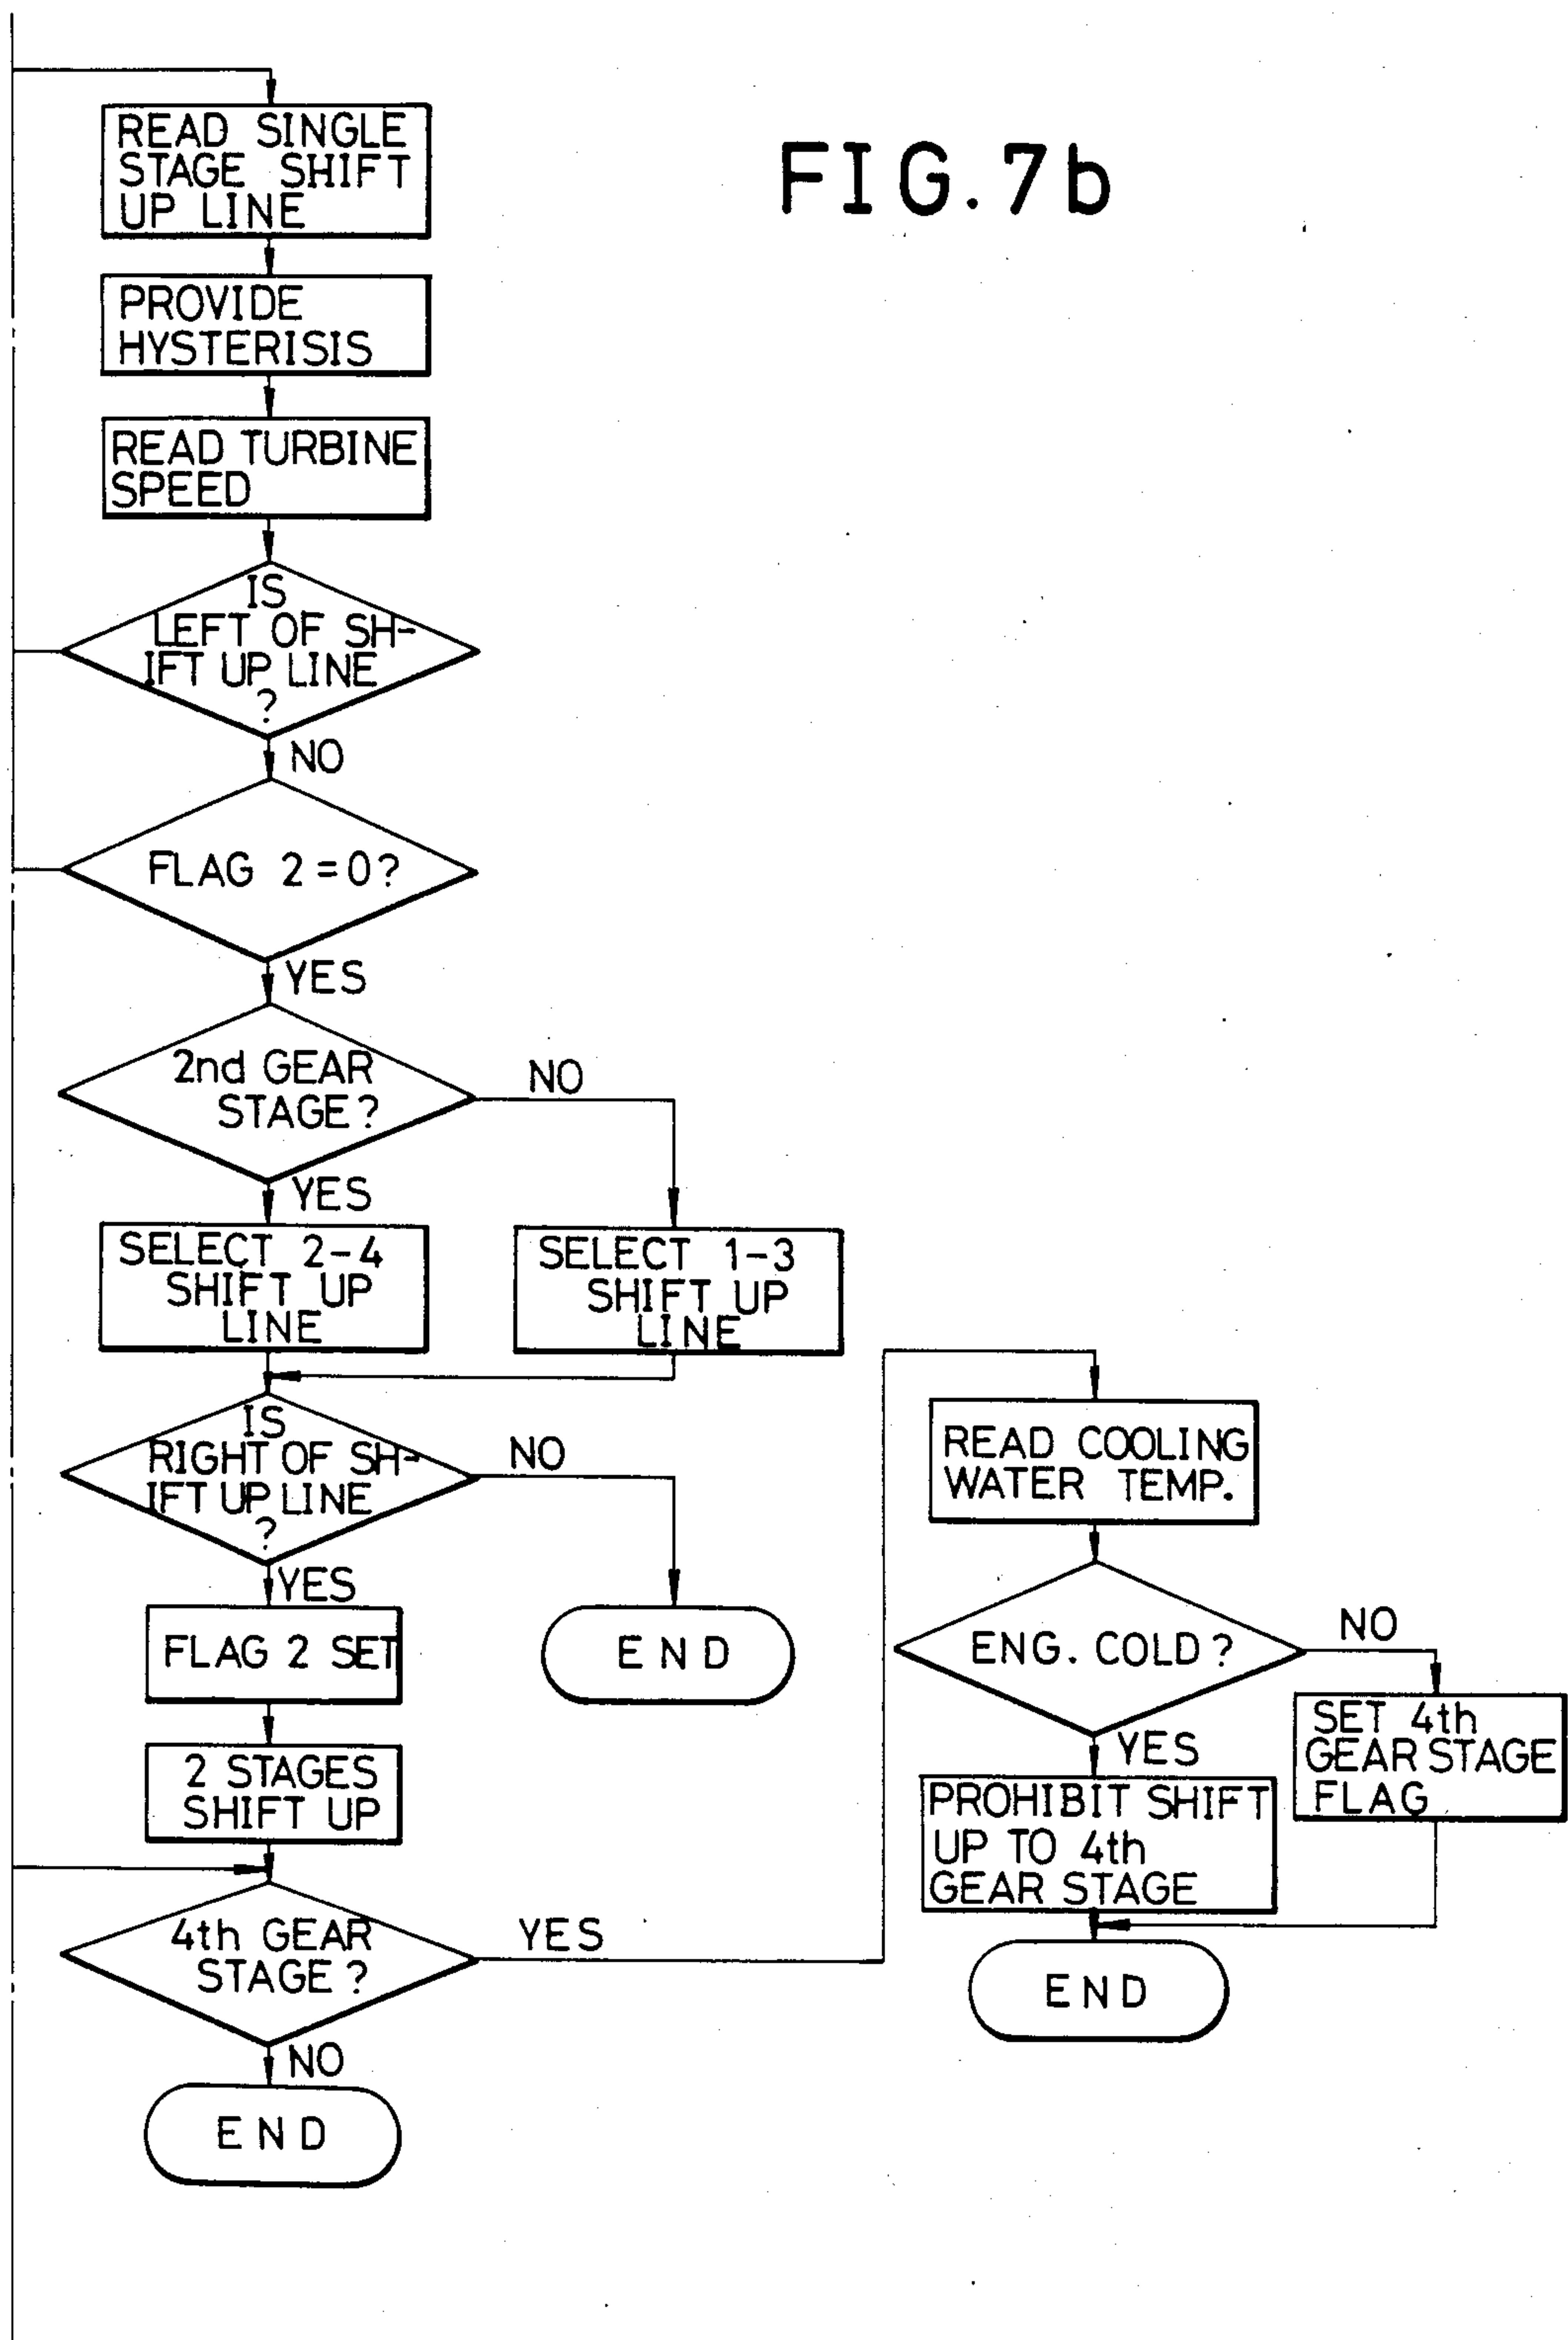 FIG.7b
READ SINGLE
STAGE SHIFT
UP LINE
PROVIDE
HYSTERISIS
READ TURBINE
SPEED
IS
LEFT OF SH-
IFT UP LINE
?
NO
FLAG 2=0?
YES
2nd GEAR
STAGE?
NO
YES
SELECT 2-4
SHIFT UP
LINE
SELECT 1-3
SHIFT UP
LINE
IS
RIGHT OF SH-
IFT UP LINE
?
NO
YES
FLAG 2 SET
END
2 STAGES
SHIFT UP
4th GEAR
STAGE?
YES
NO
END
READ COOLING
WATER TEMP.
ENG. COLD?
NO
YES
SET 4th
GEAR STAGE
FLAG
PROHIBIT SHIFT
UP TO 4th
GEAR STAGE
END